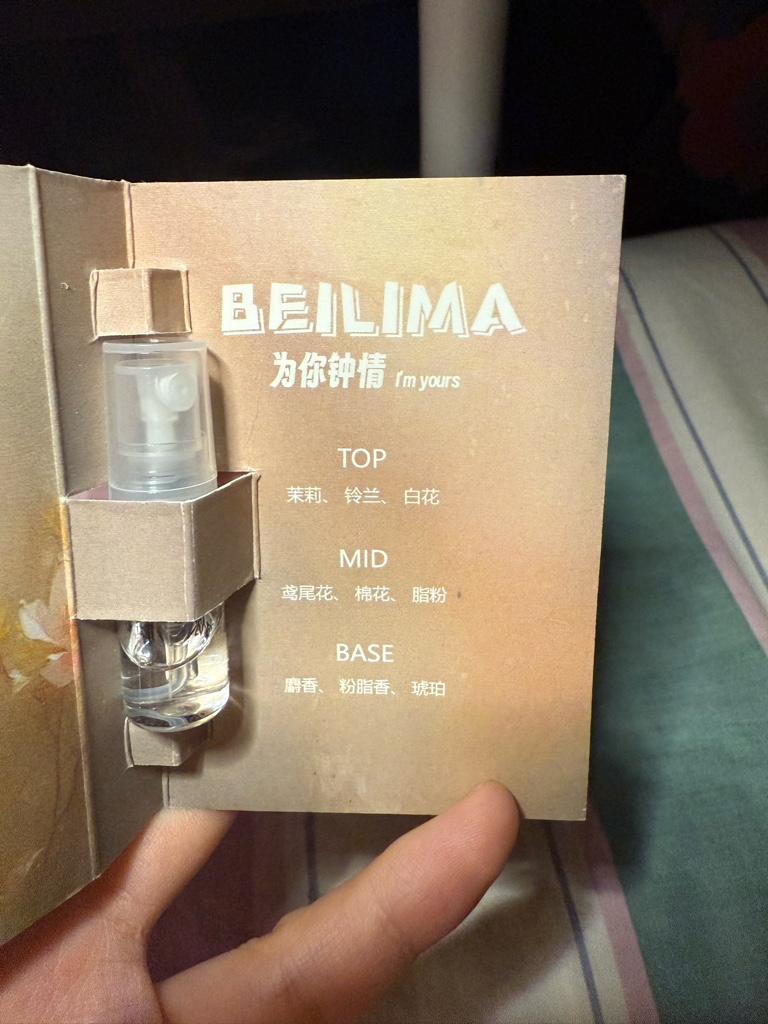 BEILIMA
为你钟情 I'm yours
TOP
茉莉、 铃兰、 白花
MID
鸢尾花、 棉花、 脂粉
BASE
麝香、 粉脂香、 琥珀